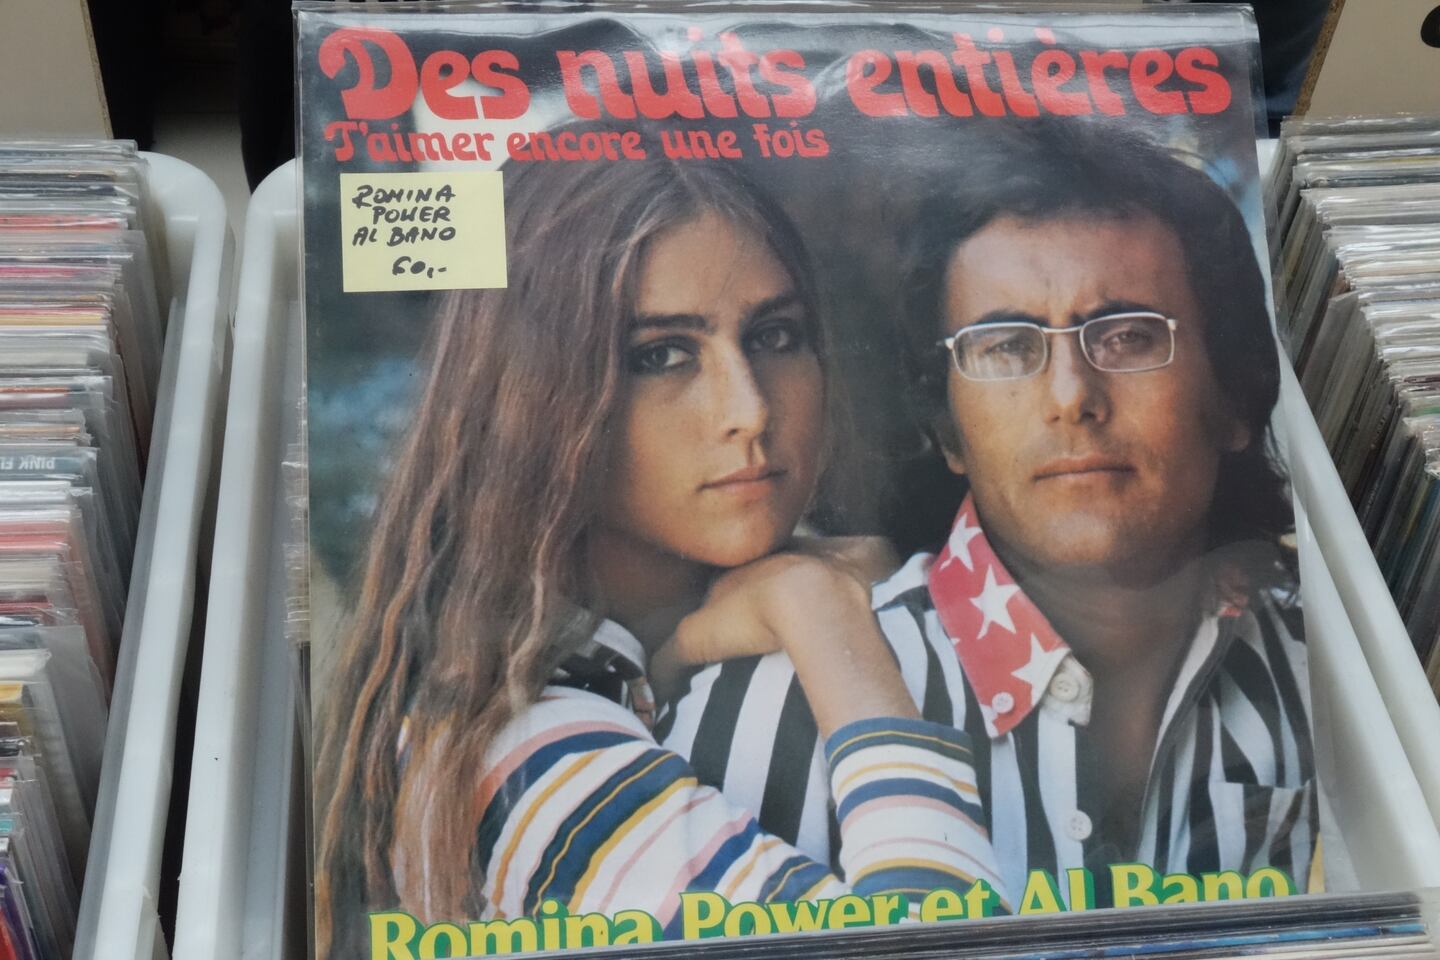 Des nuits entières
T'aimer encore une fois
ROMINA
POWER
AL BANO
60,-
Romina Power et Al Bano